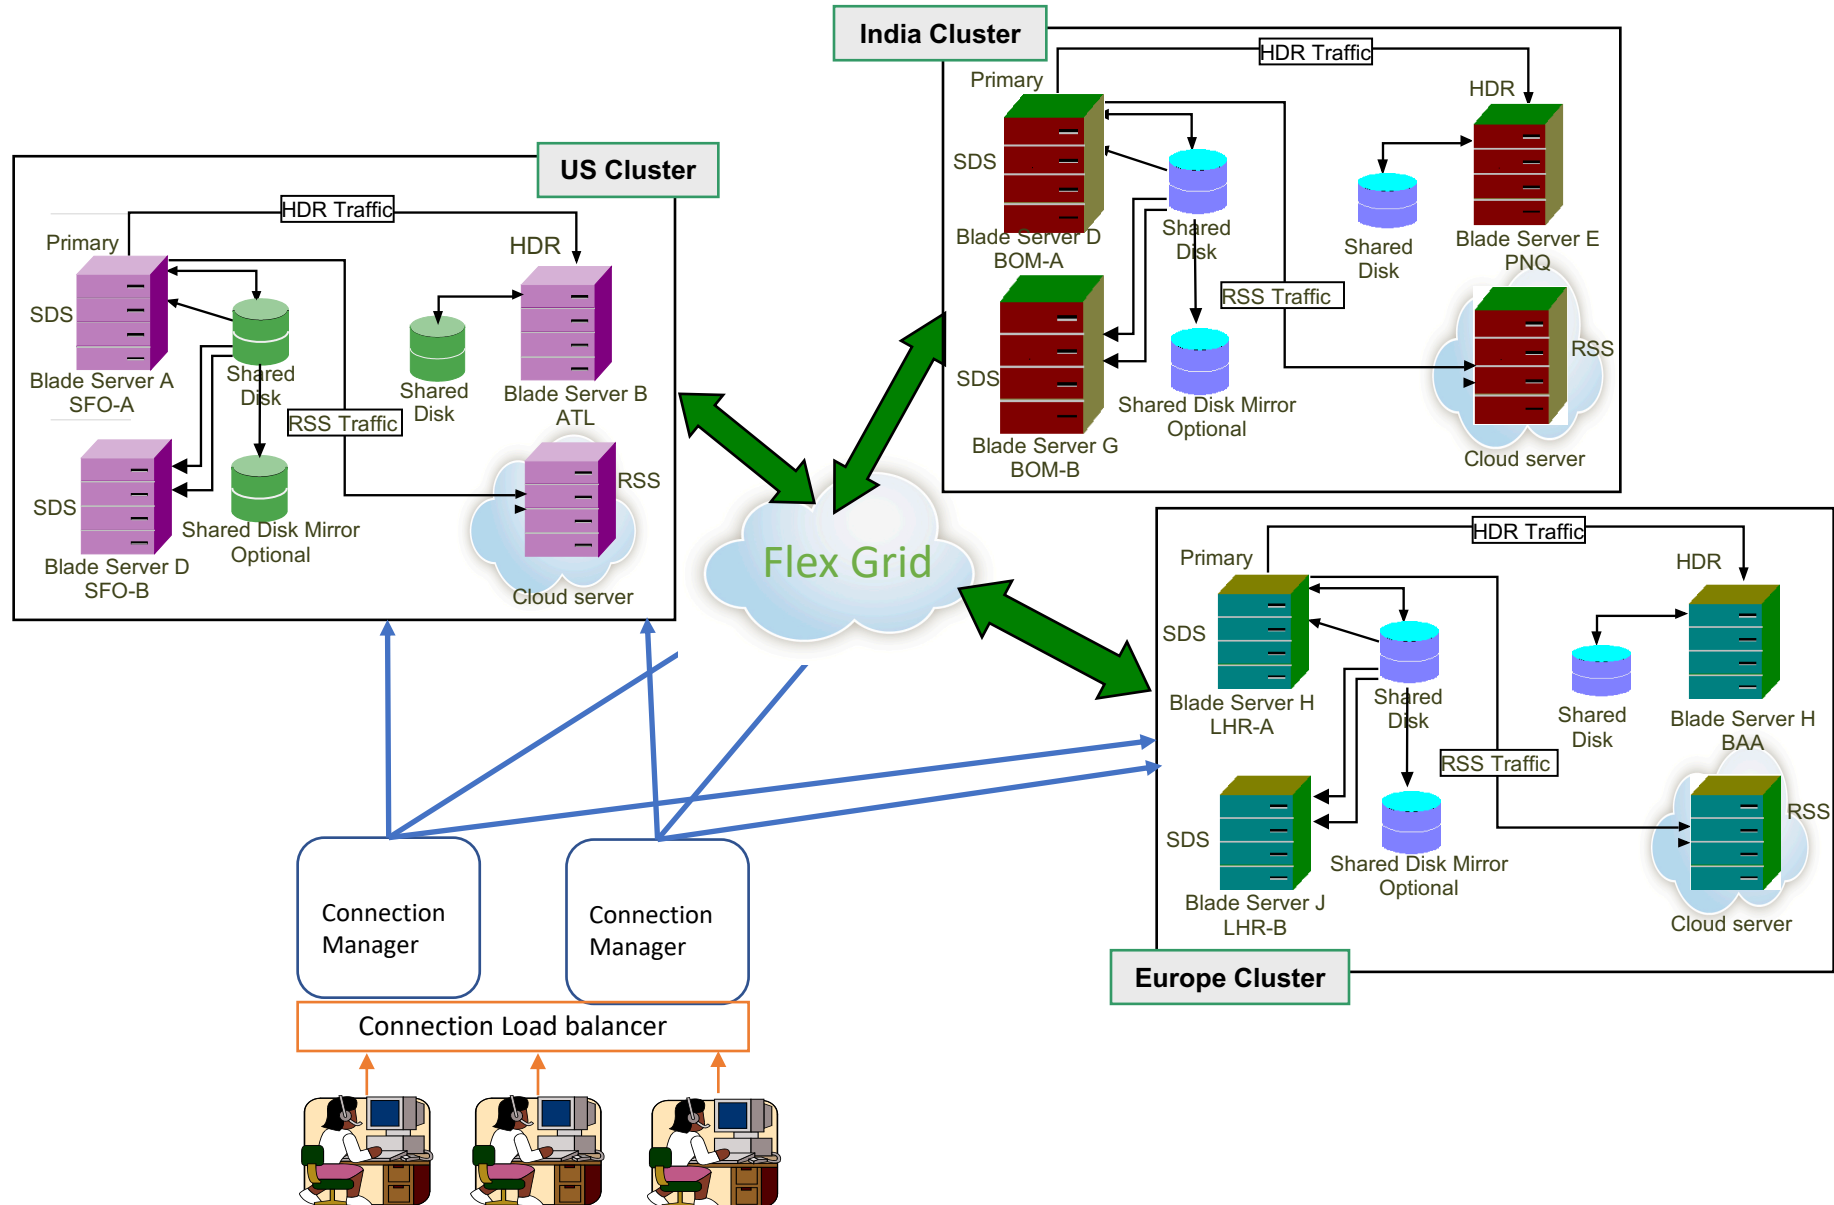 India Cluster
HDR Traffic
Primary
HDR
SDS
Shared
Disk
Blade Server D
BOM-A
Shared
Disk
Blade Server E
PNQ
RSS Traffic
SDS
RSS
Shared Disk Mirror
Optional
Blade Server G
BOM-B
Cloud server
US Cluster
HDR Traffic
Primary
HDR
SDS
Blade Server A
SFO-A
Shared
Disk
Shared
Disk
Blade Server B
ATL
RSS Traffic
RSS
SDS
Shared Disk Mirror
Optional
Blade Server D
SFO-B
Cloud server
Flex Grid
HDR Traffic
Primary
HDR
SDS
Blade Server H
LHR-A
Shared
Disk
Shared
Disk
Blade Server H
BAA
RSS Traffic
RSS
SDS
Shared Disk Mirror
Optional
Blade Server J
LHR-B
Cloud server
Europe Cluster
Connection
Manager
Connection
Manager
Connection Load balancer